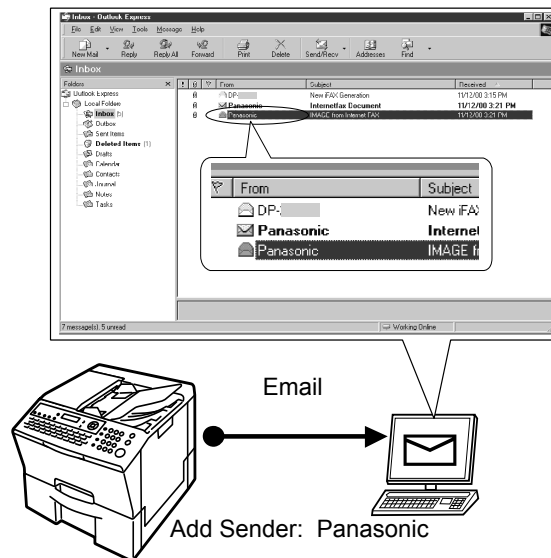 Inbox - Outlook Express
File Edit View Tools Message Help
New Mail Reply Reply All Forward Print Delete Send/Recv Addresses Find
Inbox
Folders
Outlook Express
Local Folders
Inbox (5)
Outbox
Sent Items
Deleted Items (1)
Drafts
Calendar
Contacts
Journal
Notes
Tasks
From Subject Received
DP- New iFAX Generation 11/12/00 3:15 PM
Panasonic Internetfax Document 11/12/00 3:21 PM
Panasonic IMAGE from Internet FAX 11/12/00 3:21 PM
From Subject
DP- New iFA
Panasonic Internet
Panasonic IMAGE fr
7 message(s), 5 unread Working Online
Email
Add Sender: Panasonic